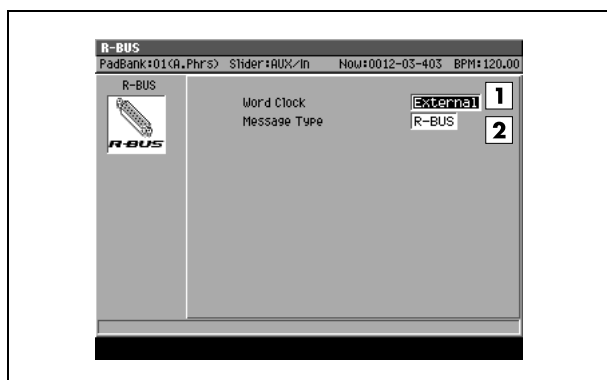 R-BUS
PadBank:01(A.Phrs) Slider:AUX/In Now:0012-03-403 BPM:120.00
R-BUS
R-BUS
Word Clock External 1
Message Type R-BUS 2